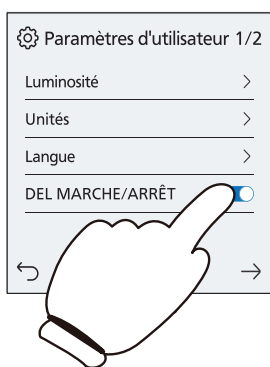 Paramètres d'utilisateur 1/2
Luminosité
Unités
Langue
DEL MARCHE/ARRÊT